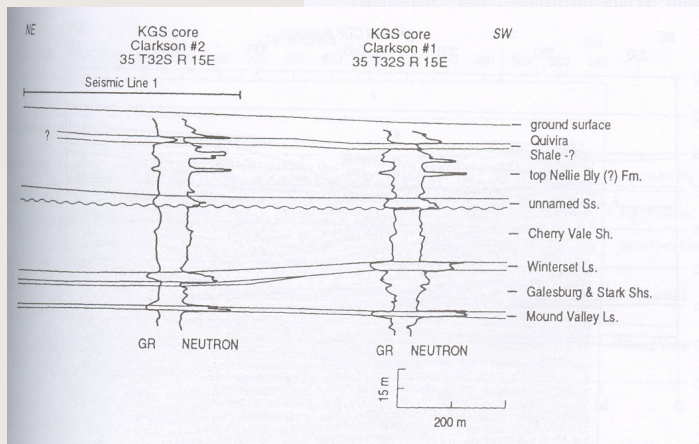 NE
KGS core
Clarkson #2
35 T32S R 15E
KGS core
Clarkson #1
35 T32S R 15E
SW
Seismic Line 1
?
ground surface
Quivira
Shale -?
top Nellie Bly (?) Fm.
unnamed Ss.
Cherry Vale Sh.
Winterset Ls.
Galesburg & Stark Shs.
Mound Valley Ls.
GR NEUTRON
GR NEUTRON
15 m
200 m